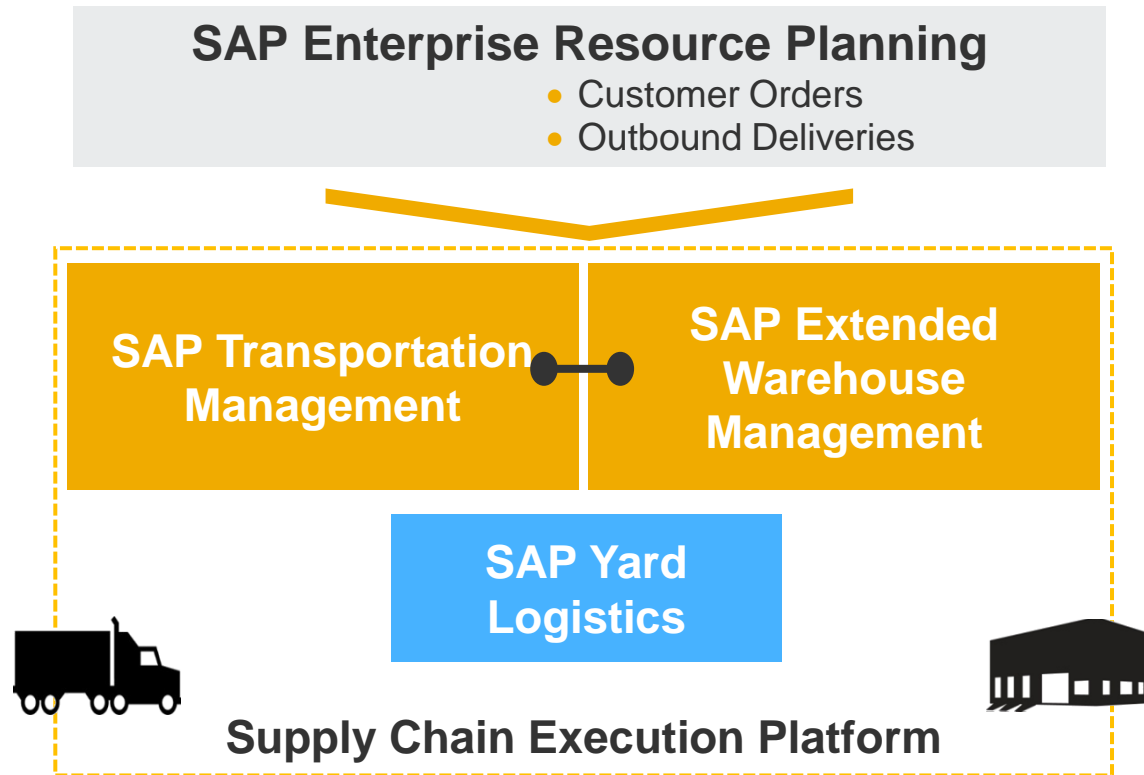 SAP Enterprise Resource Planning
• Customer Orders
• Outbound Deliveries
SAP Transportation
Management
SAP Extended
Warehouse
Management
SAP Yard
Logistics
Supply Chain Execution Platform